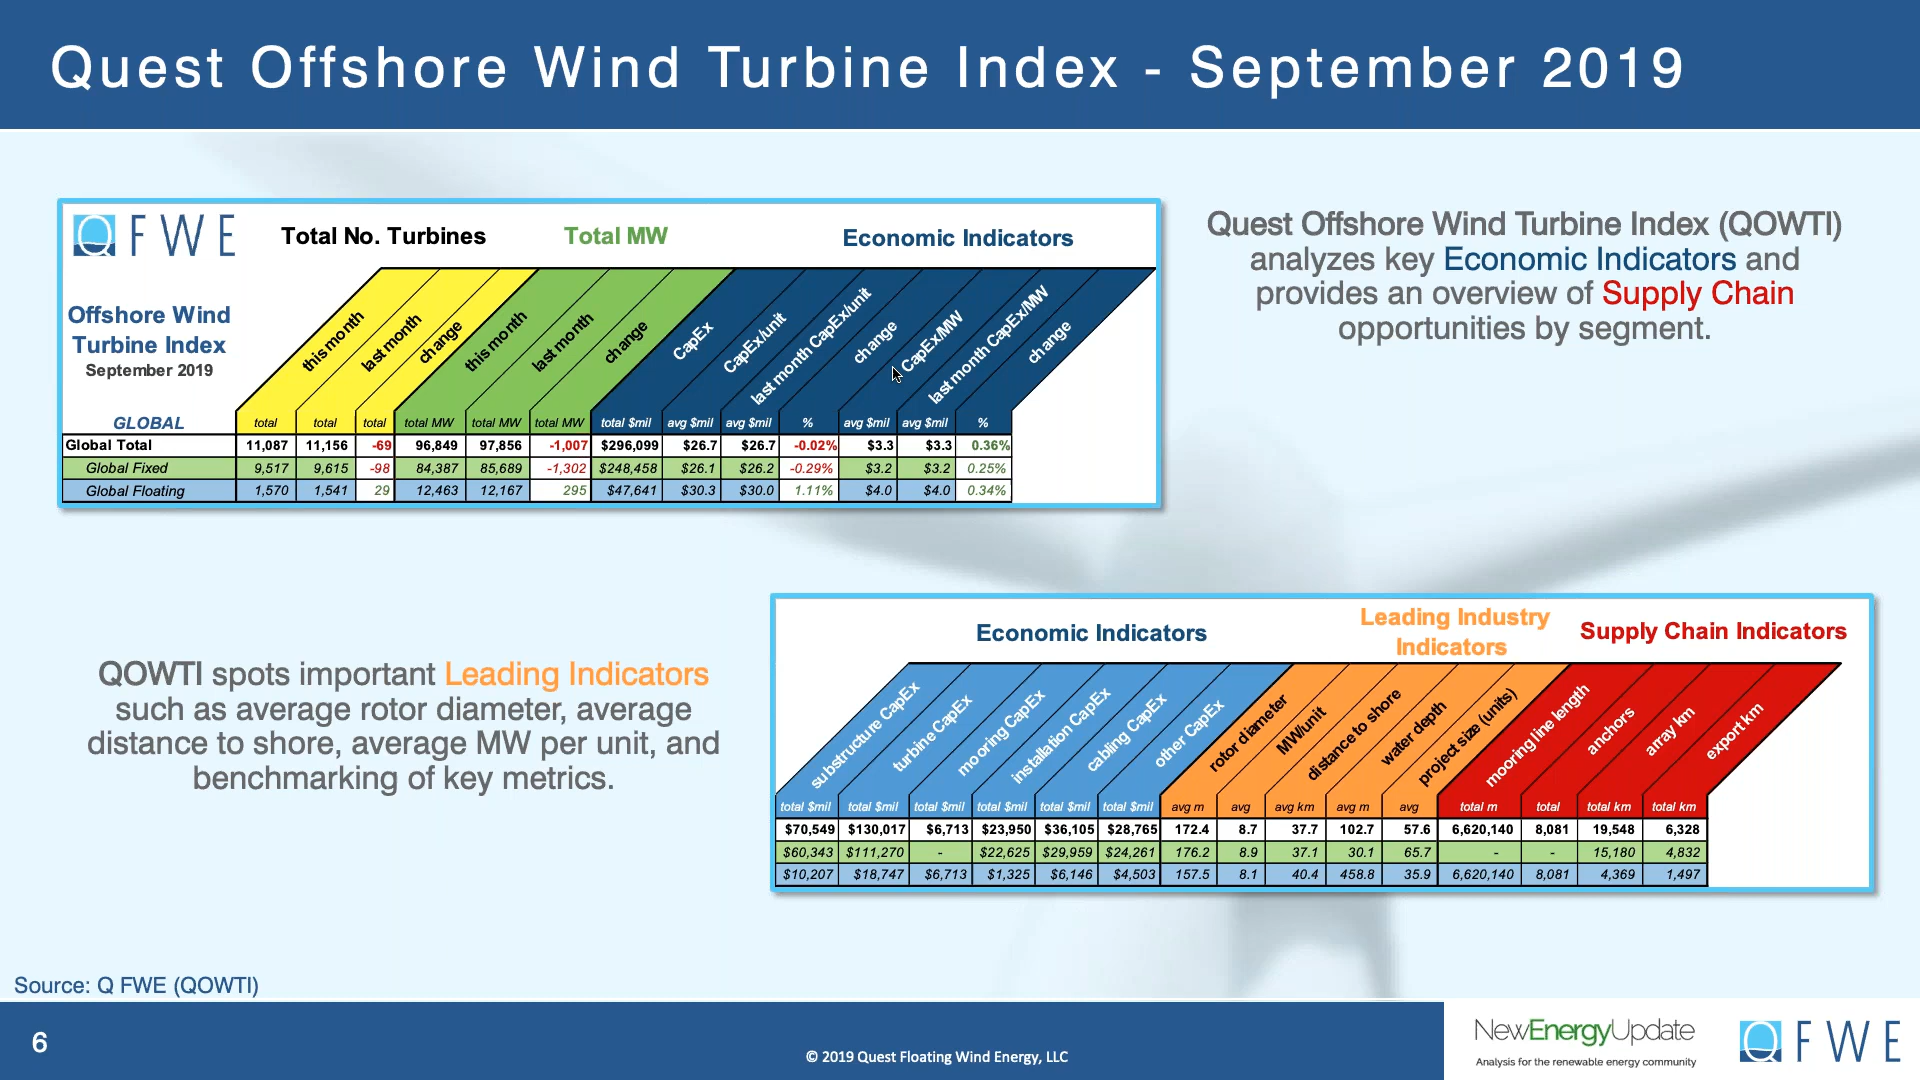 Quest Offshore Wind Turbine Index - September 2019
Q FWE
Total No. Turbines
Total MW
Economic Indicators
Offshore Wind
Turbine Index
September 2019
this month
last month
change
this month
last month
change
CapEx
CapEx/unit
last month CapEx/unit
change
CapEx/MW
last month CapEx/MW
change
GLOBAL total total total total MW total MW total MW total $mil avg $mil avg $mil % avg $mil avg $mil %
Global Total 11,087 11,156 -69 96,849 97,856 -1,007 $296,099 $26.7 $26.7 -0.02% $3.3 $3.3 0.36%
Global Fixed 9,517 9,615 -98 84,387 85,689 -1,302 $248,458 $26.1 $26.2 -0.29% $3.2 $3.2 0.25%
Global Floating 1,570 1,541 29 12,463 12,167 295 $47,641 $30.3 $30.0 1.11% $4.0 $4.0 0.34%
Quest Offshore Wind Turbine Index (QOWTI)
analyzes key Economic Indicators and
provides an overview of Supply Chain
opportunities by segment.
QOWTI spots important Leading Indicators
such as average rotor diameter, average
distance to shore, average MW per unit, and
benchmarking of key metrics.
Economic Indicators
Leading Industry
Indicators
Supply Chain Indicators
substructure CapEx
turbine CapEx
mooring CapEx
installation CapEx
cabling CapEx
other CapEx
rotor diameter
MW/unit
distance to shore
water depth
project size (units)
mooring line length
anchors
array km
export km
total $mil total $mil total $mil total $mil total $mil total $mil avg m avg avg km avg m avg total m total total km total km
$70,549 $130,017 $6,713 $23,950 $36,105 $28,765 172.4 8.7 37.7 102.7 57.6 6,620,140 8,081 19,548 6,328
$60,343 $111,270 - $22,625 $29,959 $24,261 176.2 8.9 37.1 30.1 65.7 - - 15,180 4,832
$10,207 $18,747 $6,713 $1,325 $6,146 $4,503 157.5 8.1 40.4 458.8 35.9 6,620,140 8,081 4,369 1,497
Source: Q FWE (QOWTI)
6
© 2019 Quest Floating Wind Energy, LLC
NewEnergyUpdate
Analysis for the renewable energy community
Q FWE